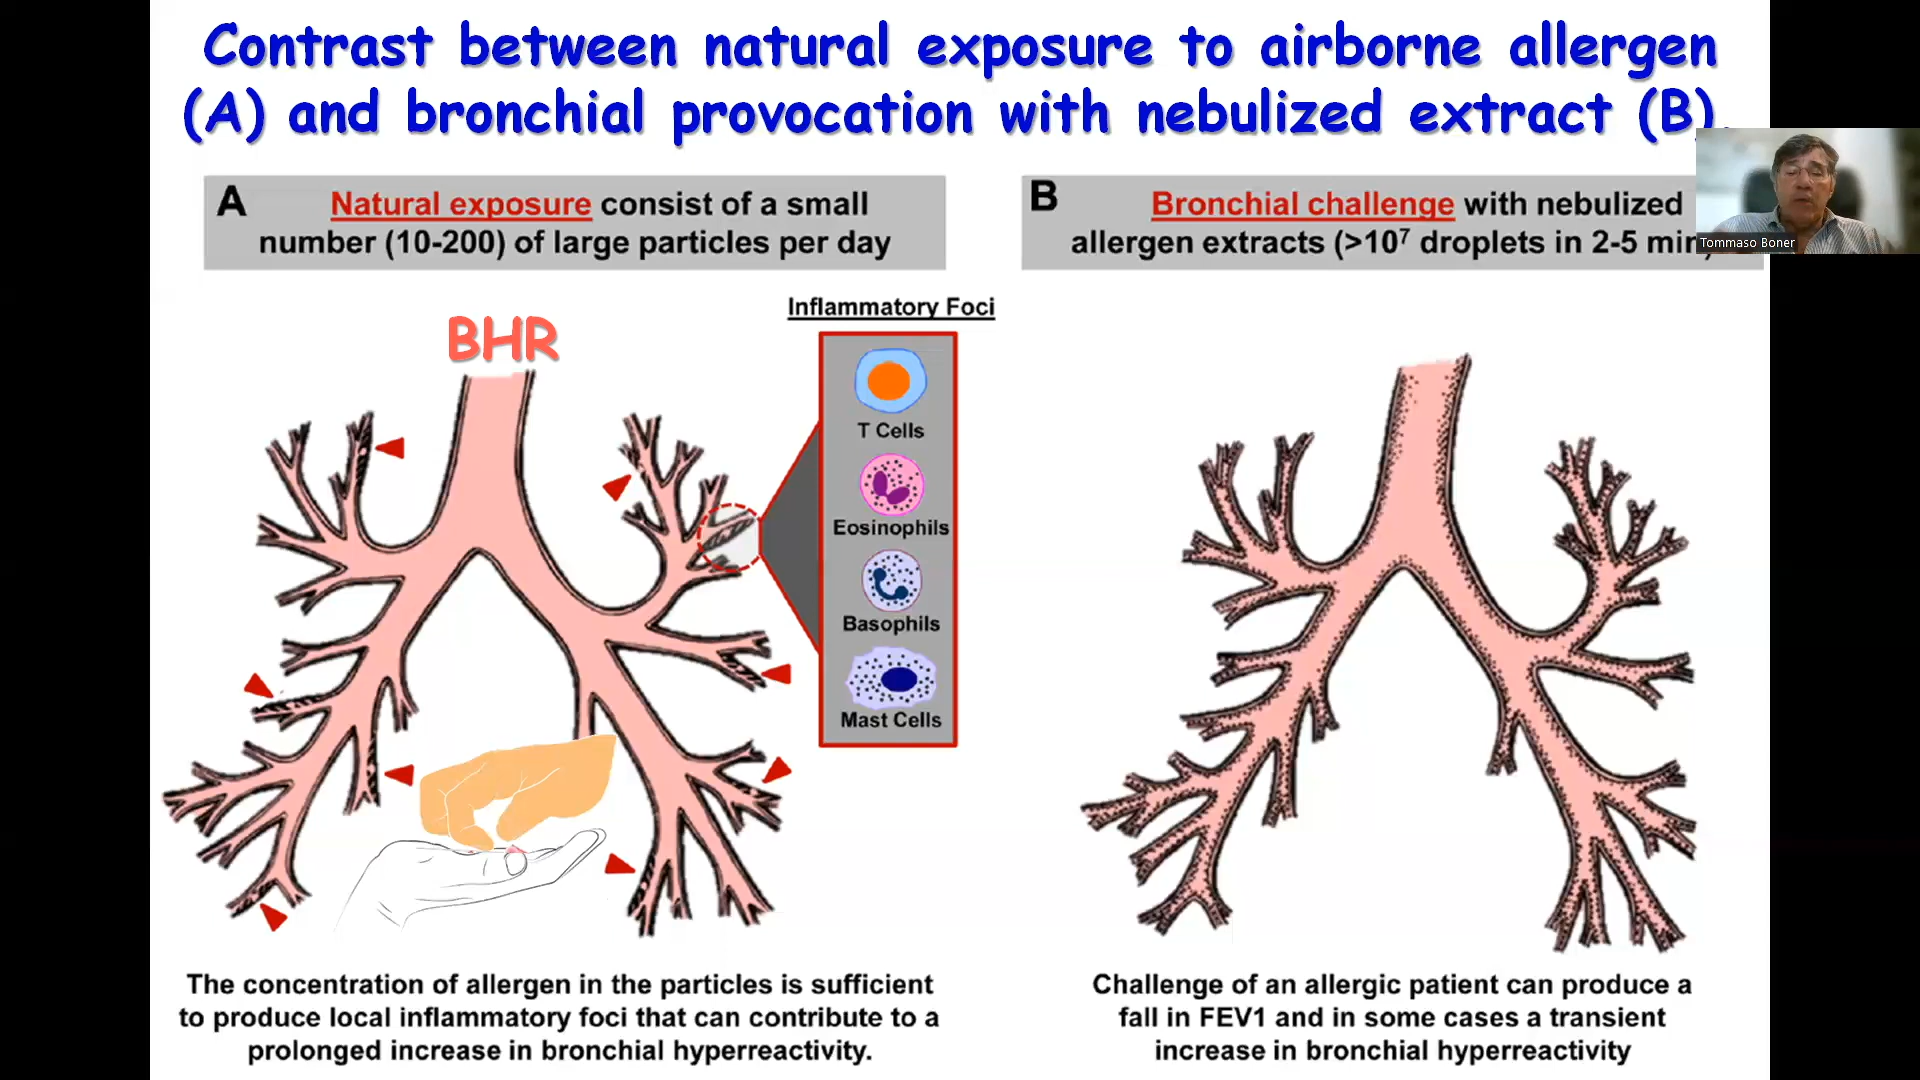 Contrast between natural exposure to airborne allergen
(A) and bronchial provocation with nebulized extract (B).
A
Natural exposure consist of a small
number (10-200) of large particles per day
B
Bronchial challenge with nebulized
allergen extracts (>10⁷ droplets in 2-5 min)
Tommaso Boner
Inflammatory Foci
BHR
T Cells
Eosinophils
Basophils
Mast Cells
The concentration of allergen in the particles is sufficient
to produce local inflammatory foci that can contribute to a
prolonged increase in bronchial hyperreactivity.
Challenge of an allergic patient can produce a
fall in FEV1 and in some cases a transient
increase in bronchial hyperreactivity